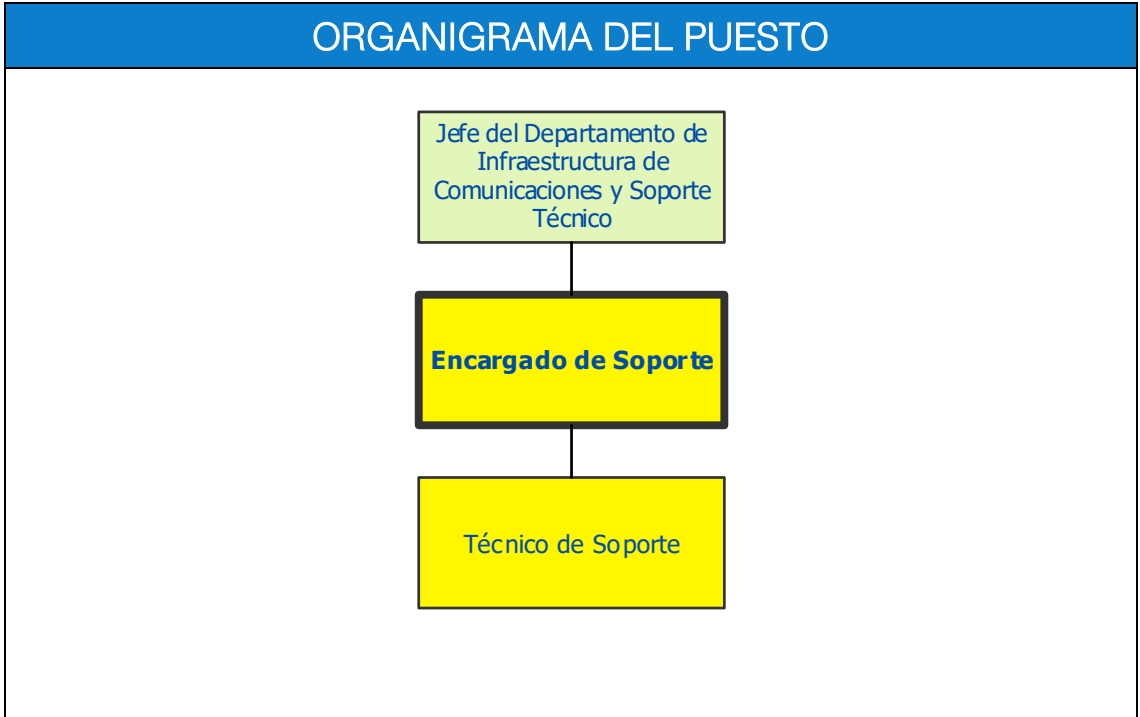 ORGANIGRAMA DEL PUESTO
Jefe del Departamento de
Infraestructura de
Comunicaciones y Soporte
Técnico
Encargado de Soporte
Técnico de Soporte